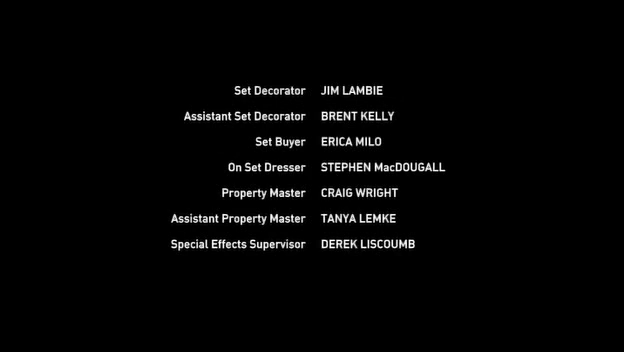 Set Decorator JIM LAMBIE
Assistant Set Decorator BRENT KELLY
Set Buyer ERICA MILO
On Set Dresser STEPHEN MacDOUGALL
Property Master CRAIG WRIGHT
Assistant Property Master TANYA LEMKE
Special Effects Supervisor DEREK LISCOUMB